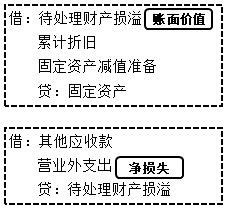 借：待处理财产损溢 账面价值
累计折旧
固定资产减值准备
贷：固定资产
借：其他应收款
营业外支出 净损失
贷：待处理财产损溢